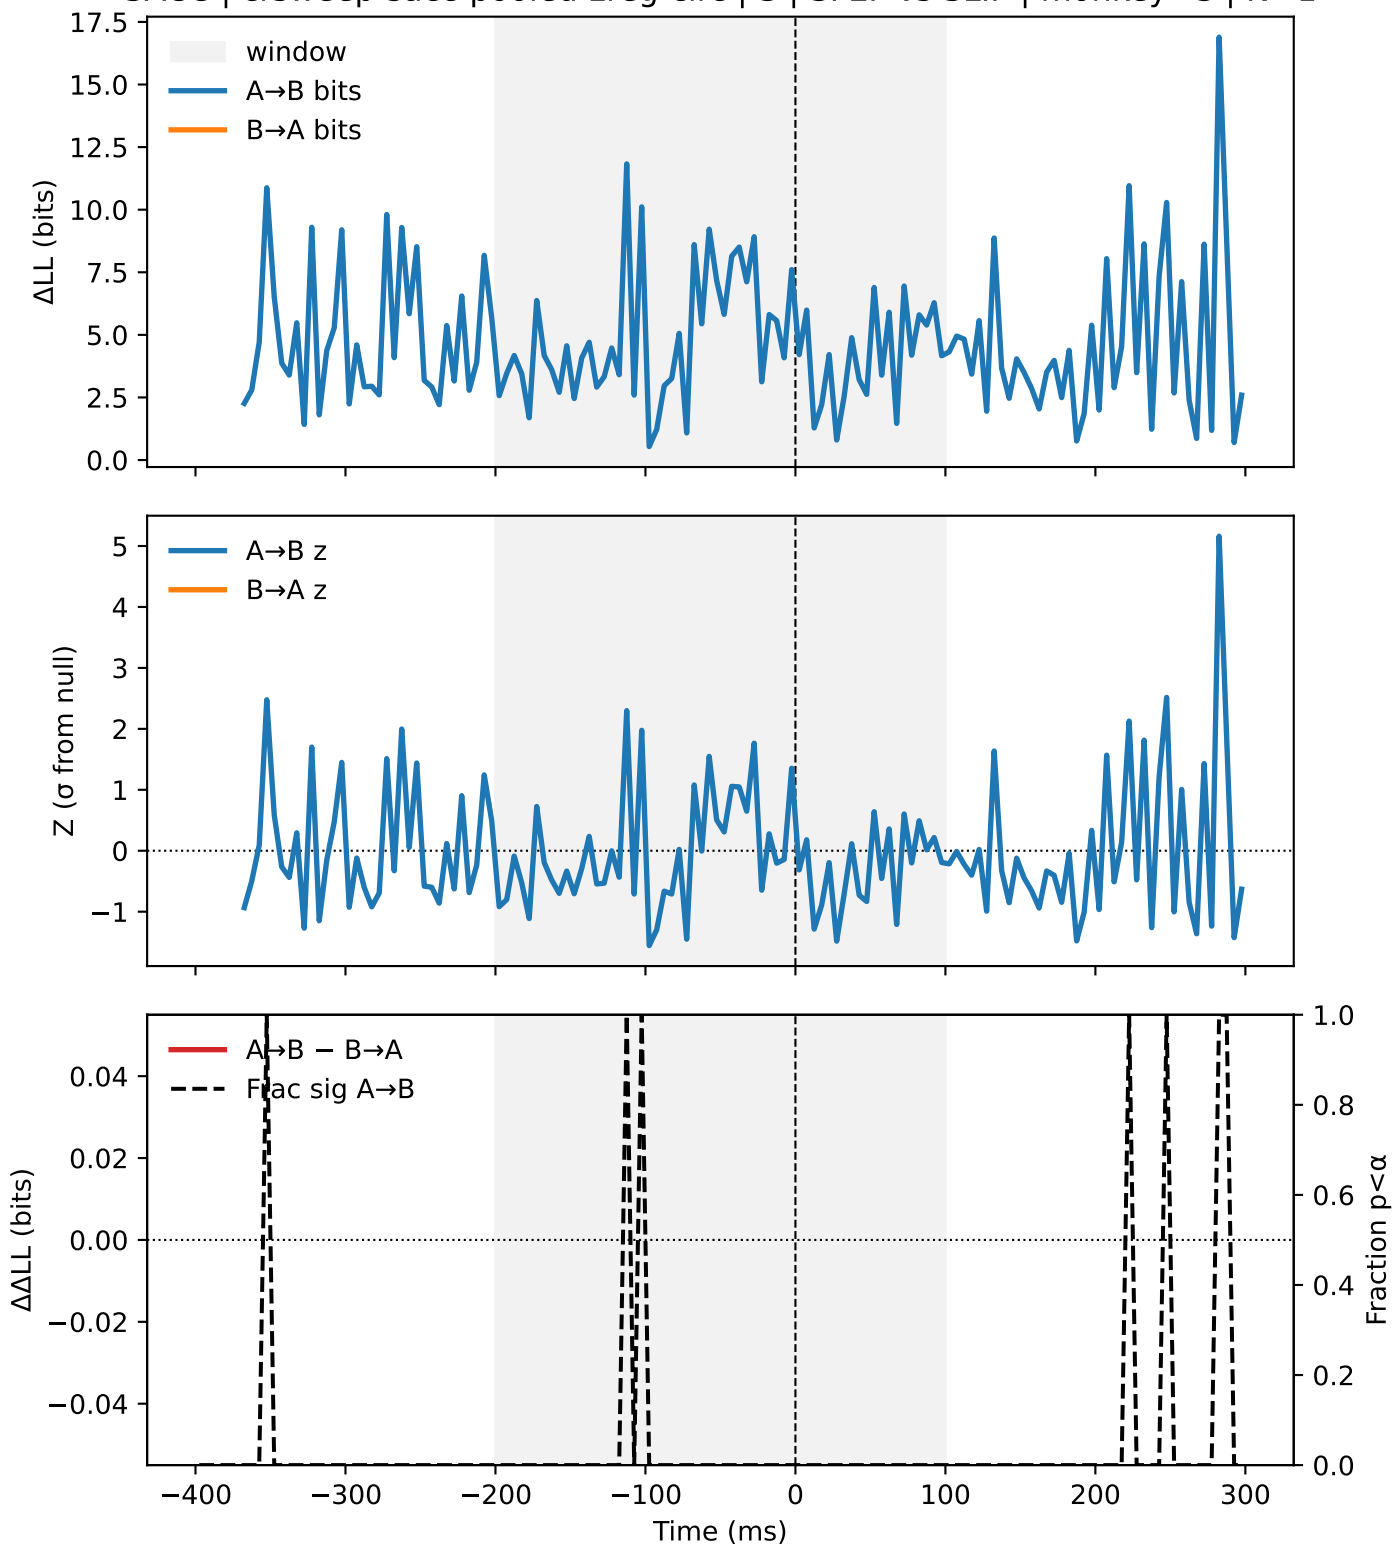 window
A→B bits
B→A bits
ΔLL (bits)
17.5
15.0
12.5
10.0
7.5
5.0
2.5
0.0
A→B z
B→A z
Z (σ from null)
5
4
3
2
1
0
−1
A→B − B→A
Frac sig A→B
ΔΔLL (bits)
0.04
0.02
0.00
−0.02
−0.04
1.0
0.8
0.6
0.4
0.2
0.0
Fraction p<α
−400 −300 −200 −100 0 100 200 300
Time (ms)